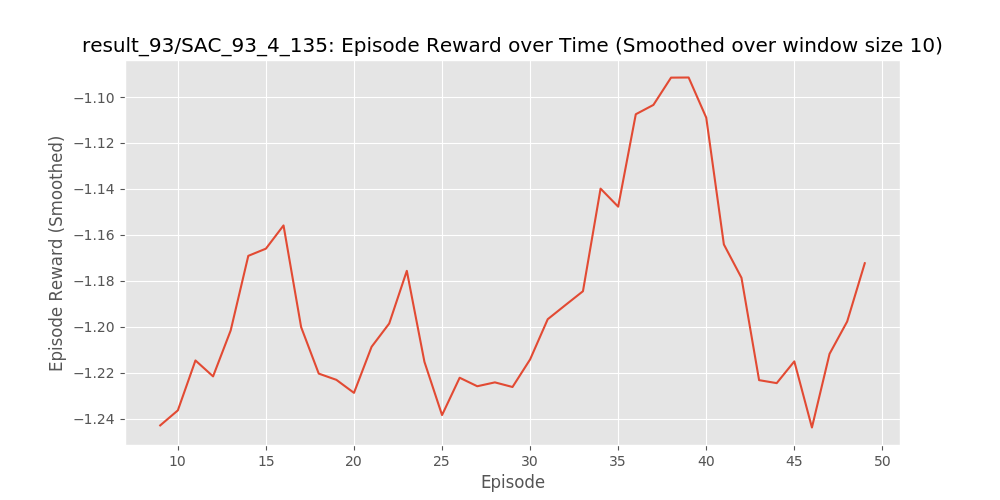 result_93/SAC_93_4_135: Episode Reward over Time (Smoothed over window size 10)
Episode Reward (Smoothed)
−1.10
−1.12
−1.14
−1.16
−1.18
−1.20
−1.22
−1.24
10 15 20 25 30 35 40 45 50
Episode